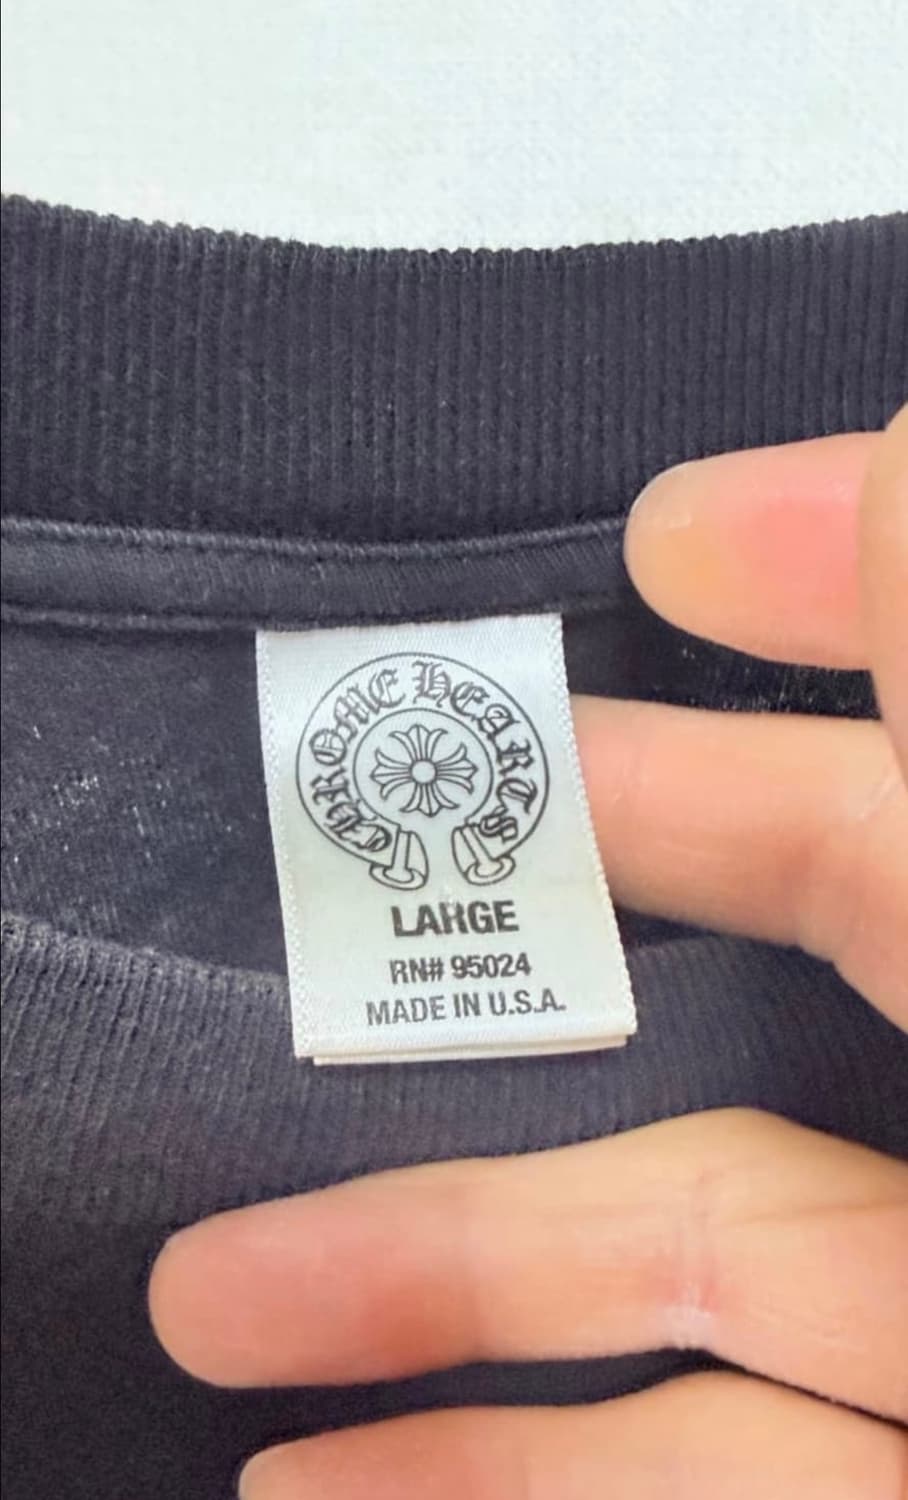 CHROME HEARTS
LARGE
RN# 95024
MADE IN U.S.A.